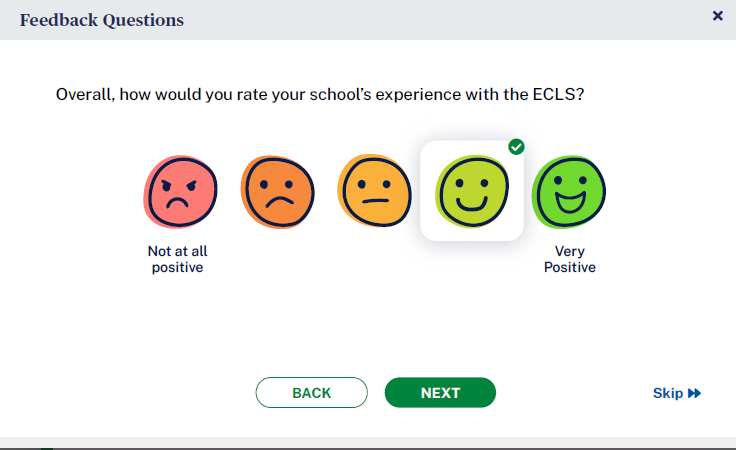 Feedback Questions
×
Overall, how would you rate your school’s experience with the ECLS?
Not at all
positive
Very
Positive
BACK
NEXT
Skip